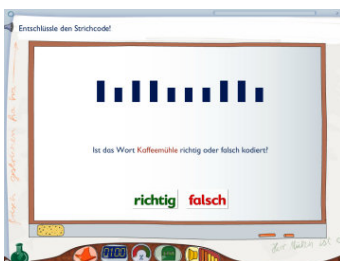 Entschlüssle den Strichcode!
Ist das Wort Kaffeemühle richtig oder falsch kodiert?
richtig falsch